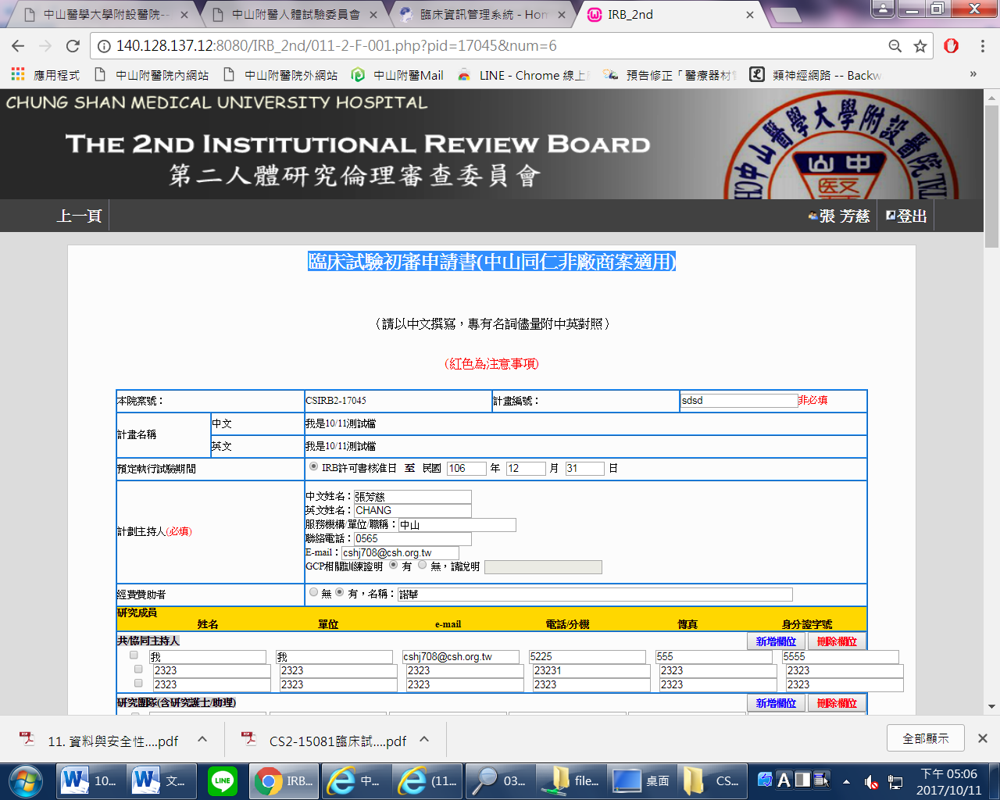 中山醫學大學附設醫院--
中山附醫人體試驗委員會
臨床資訊管理系統 - Hon
IRB_2nd
140.128.137.12:8080/IRB_2nd/011-2-F-001.php?pid=17045&num=6
應用程式 中山附醫院內網站 中山附醫院外網站 中山附醫Mail LINE - Chrome 線上 預告修正「醫療器材 類神經網路 -- Backw »
CHUNG SHAN MEDICAL UNIVERSITY HOSPITAL
THE 2ND INSTITUTIONAL REVIEW BOARD
第二人體研究倫理審查委員會
中山醫學大學附設醫院
中山
醫
上一頁 張 芳慈 登出
臨床試驗初審申請書(中山同仁非廠商案適用)
（請以中文撰寫，專有名詞儘量附中英對照）
(紅色為注意事項)
本院案號： CSIRB2-17045 計畫編號： sdsd 非必填
計畫名稱 中文 我是10/11測試檔
英文 我是10/11測試檔
預定執行試驗期間 IRB許可書核准日 至 民國 106 年 12 月 31 日
計劃主持人(必填)
中文姓名：張芳慈
英文姓名：CHANG
服務機構/單位/職稱：中山
聯絡電話：0565
E-mail：cshj708@csh.org.tw
GCP相關訓練證明 有 無，請說明
經費贊助者 無 有，名稱：諾華
研究成員
姓名 單位 e-mail 電話/分機 傳真 身分證字號
共/協同主持人 新增欄位 刪除欄位
我 我 cshj708@csh.org.tw 5225 555 5555
2323 2323 2323 23231 2323 2323
2323 2323 2323 2323 2323 2323
研究團隊(含研究護士/助理) 新增欄位 刪除欄位
11. 資料與安全性....pdf CS2-15081臨床試....pdf 全部顯示
10... 文... LINE IRB... 中... (11... 03... file... 桌面 CS... A 下午 05:06
2017/10/11